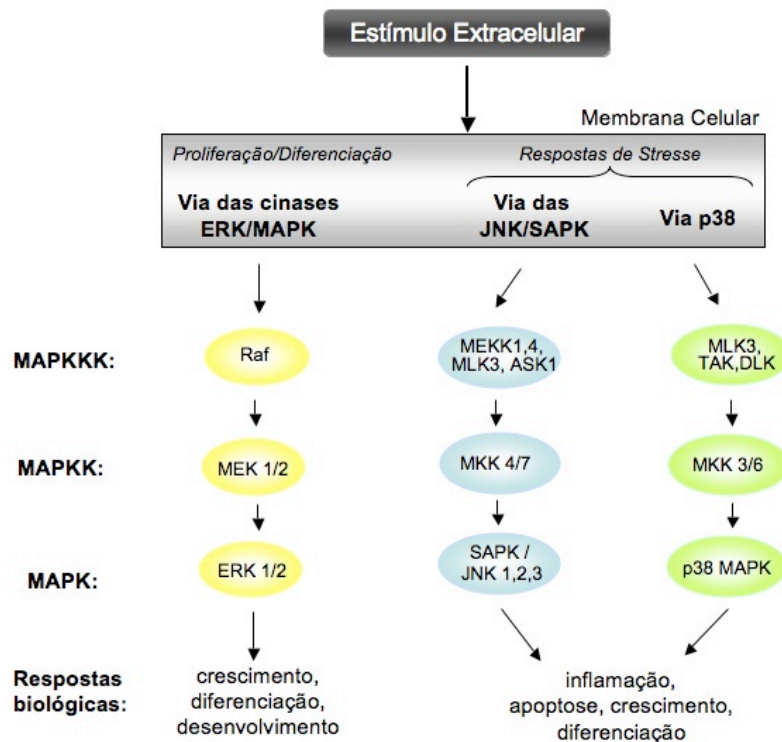 Estímulo Extracelular
Membrana Celular
Proliferação/Diferenciação
Respostas de Stresse
Via das cinases
ERK/MAPK
Via das
JNK/SAPK
Via p38
MAPKKK:
Raf
MEKK1,4,
MLK3, ASK1
MLK3,
TAK,DLK
MAPKK:
MEK 1/2
MKK 4/7
MKK 3/6
MAPK:
ERK 1/2
SAPK /
JNK 1,2,3
p38 MAPK
Respostas
biológicas:
crescimento,
diferenciação,
desenvolvimento
inflamação,
apoptose, crescimento,
diferenciação